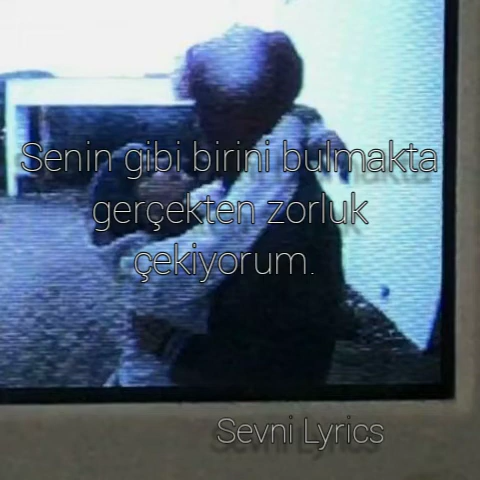 Senin gibi birini bulmakta
gerçekten zorluk
çekiyorum.
Sevni Lyrics